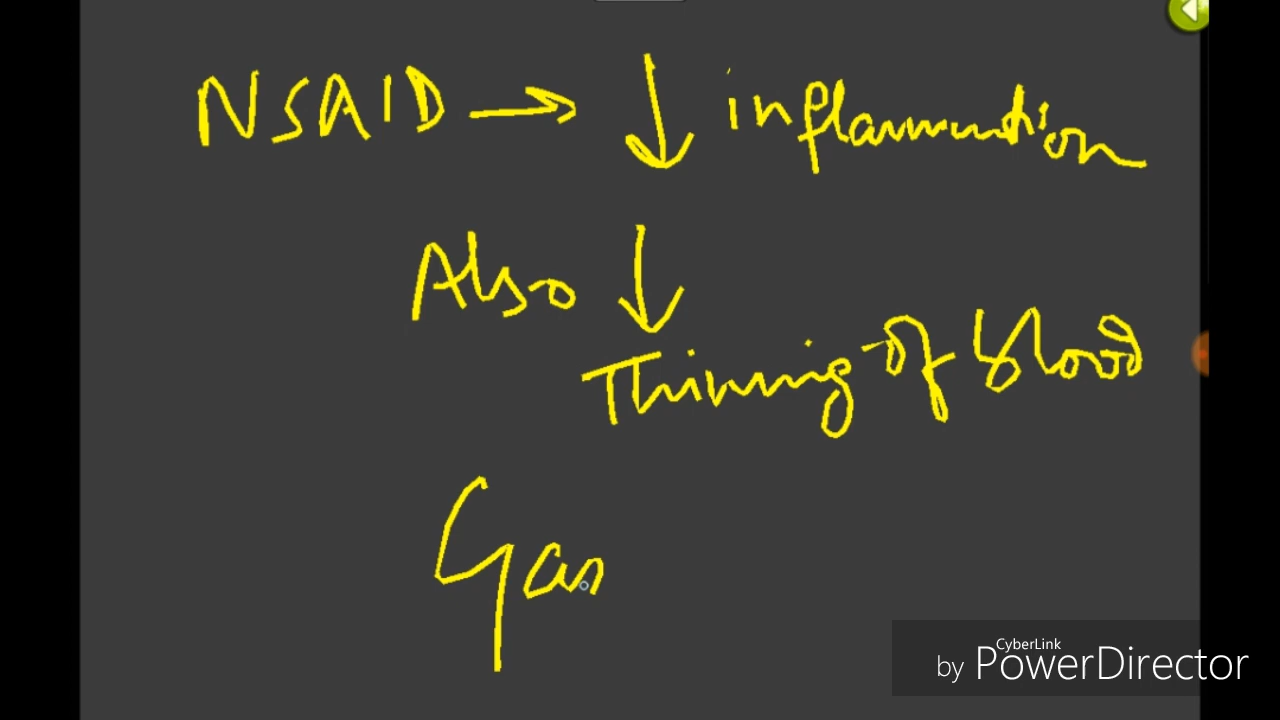 NSAID → ↓ inflammation
Also ↓
Thinning of blood
Gas
CyberLink
by PowerDirector